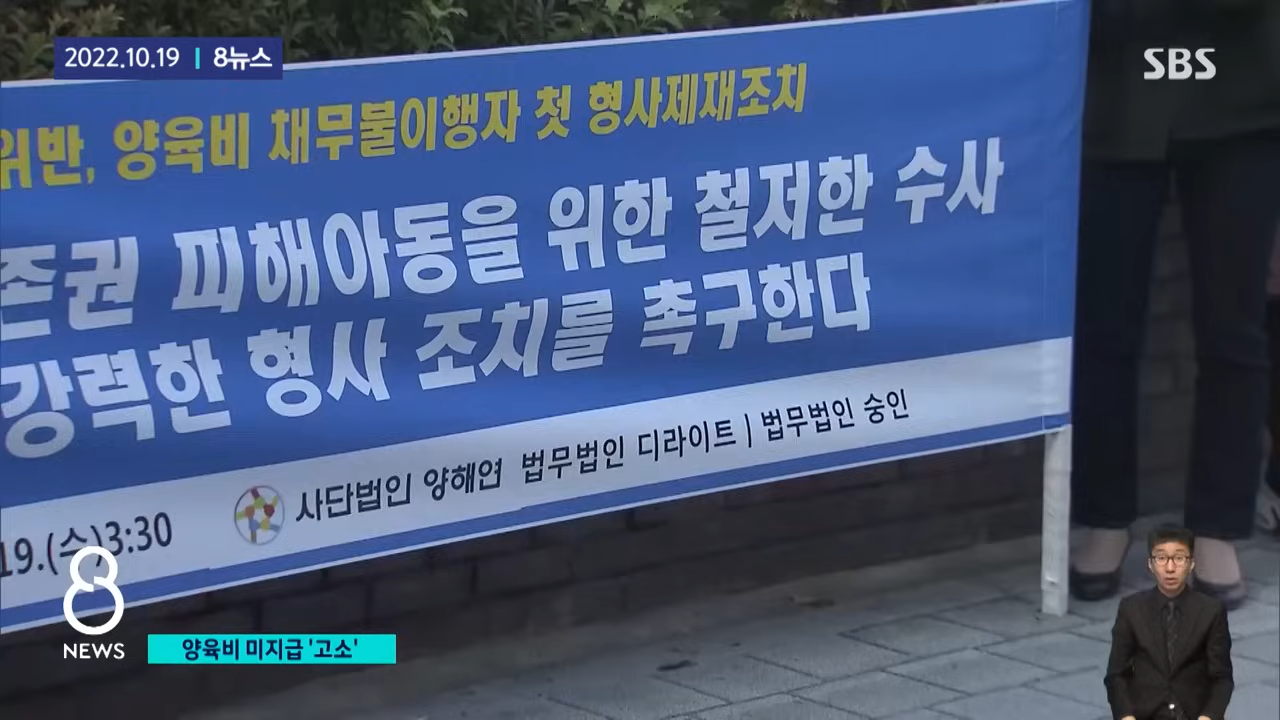 2022.10.19 | 8뉴스
SBS
위반, 양육비 채무불이행자 첫 형사제재조치
존권 피해아동을 위한 철저한 수사
강력한 형사 조치를 촉구한다
사단법인 양해연 법무법인 디라이트 | 법무법인 숭인
19.(수)3:30
8
NEWS
양육비 미지급 '고소'